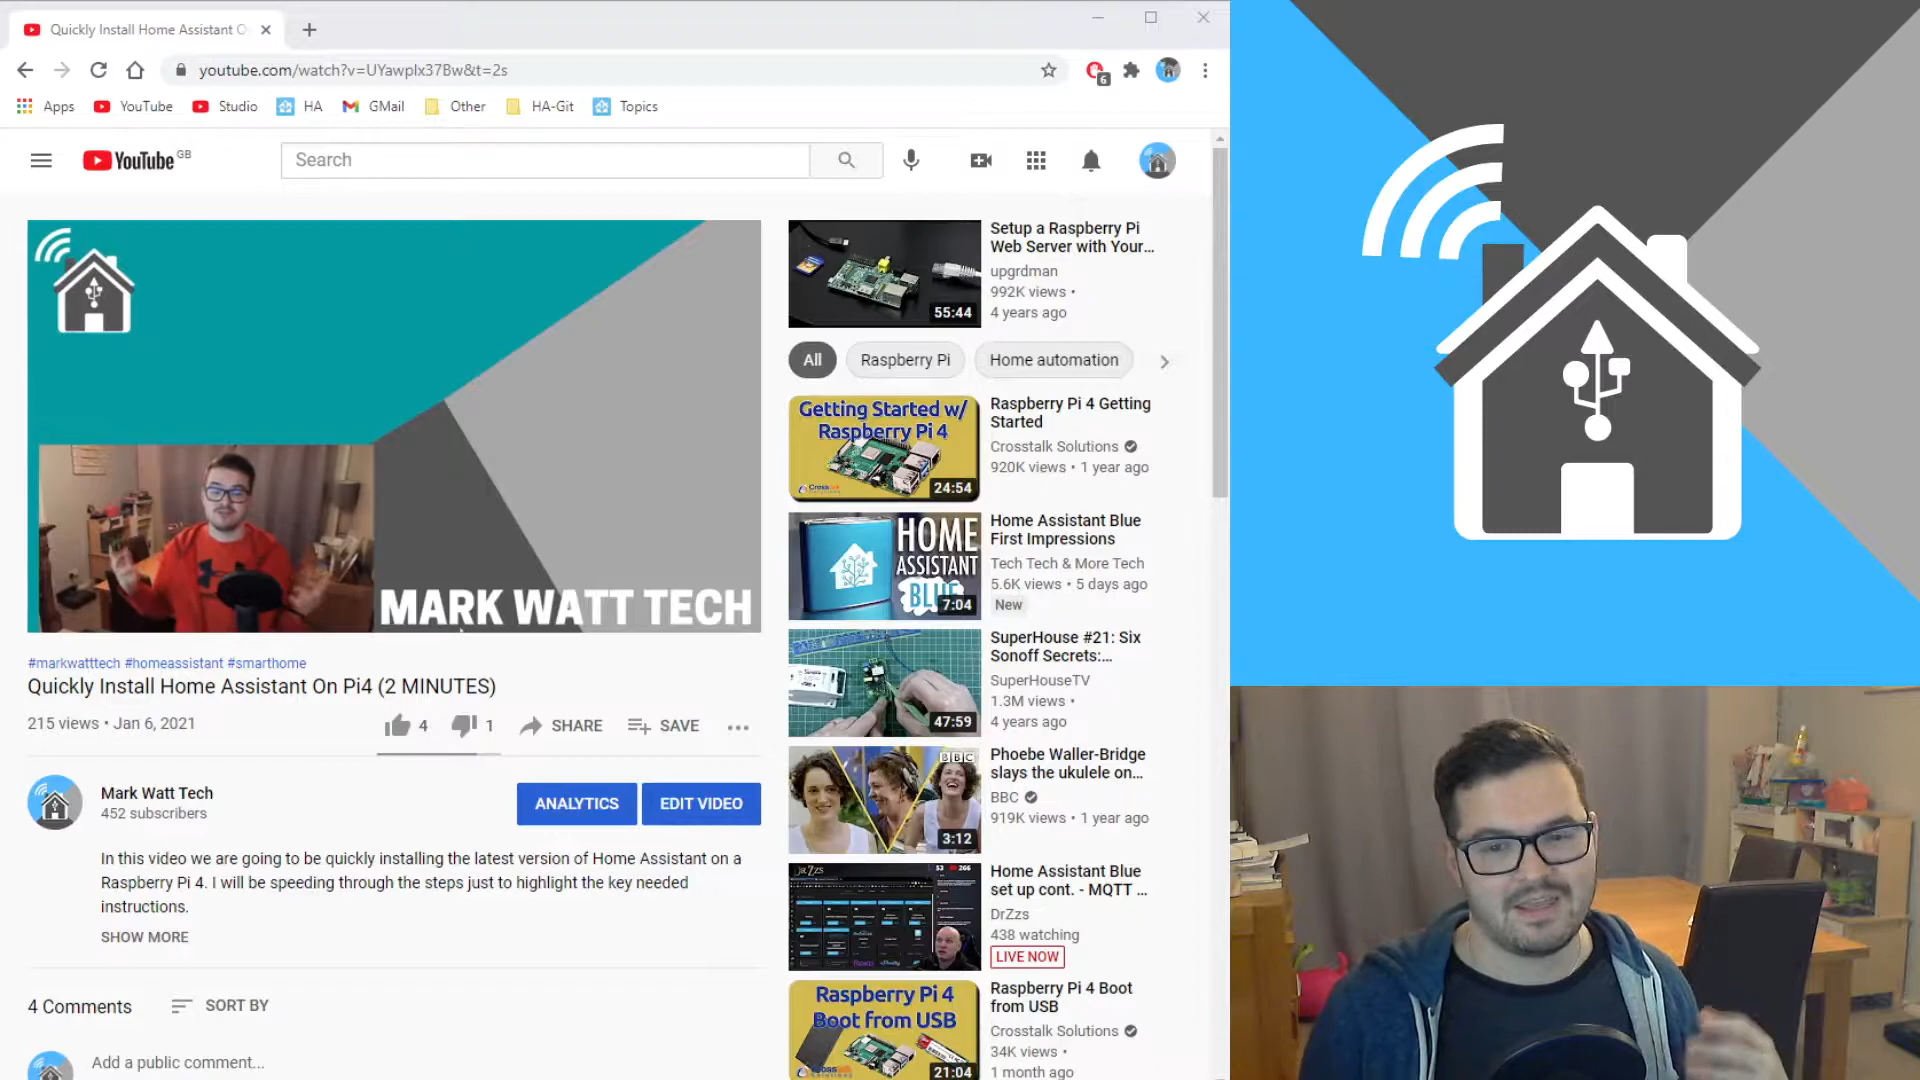 Quickly Install Home Assistant O
youtube.com/watch?v=UYawpIx37Bw&t=2s
6
Apps
YouTube
Studio
HA
GMail
Other
HA-Git
Topics
YouTube GB
Search
MARK WATT TECH
#markwatttech #homeassistant #smarthome
Quickly Install Home Assistant On Pi4 (2 MINUTES)
215 views • Jan 6, 2021
4
1
SHARE
SAVE
Mark Watt Tech
452 subscribers
ANALYTICS
EDIT VIDEO
In this video we are going to be quickly installing the latest version of Home Assistant on a
Raspberry Pi 4. I will be speeding through the steps just to highlight the key needed
instructions.
SHOW MORE
4 Comments
SORT BY
Add a public comment...
55:44
Setup a Raspberry Pi
Web Server with Your...
upgrdman
992K views •
4 years ago
All
Raspberry Pi
Home automation
Getting Started w/
Raspberry Pi 4
24:54
Raspberry Pi 4 Getting
Started
Crosstalk Solutions
920K views • 1 year ago
HOME
ASSISTANT
BLUE
7:04
Home Assistant Blue
First Impressions
Tech Tech & More Tech
5.6K views • 5 days ago
New
47:59
SuperHouse #21: Six
Sonoff Secrets:...
SuperHouseTV
1.3M views •
4 years ago
BBC
3:12
Phoebe Waller-Bridge
slays the ukulele on...
BBC
919K views • 1 year ago
DrZzs
53
266
Home Assistant Blue
set up cont. - MQTT ...
DrZzs
438 watching
LIVE NOW
Raspberry Pi 4
Boot from USB
21:04
Raspberry Pi 4 Boot
from USB
Crosstalk Solutions
34K views •
1 month ago